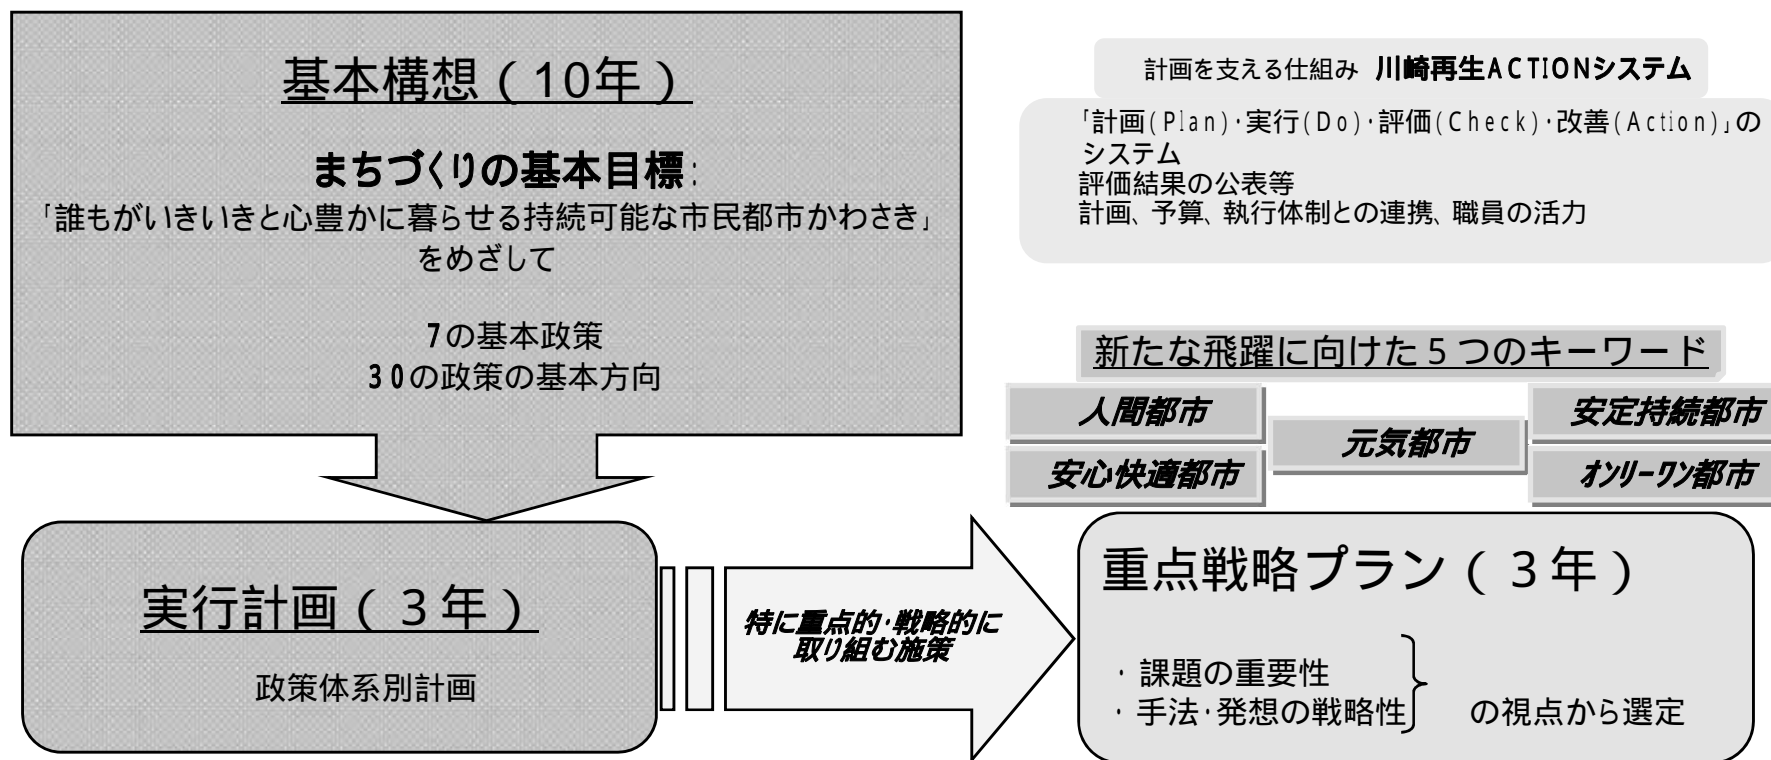 基本構想（10年）
まちづくりの基本目標：
「誰もがいきいきと心豊かに暮らせる持続可能な市民都市かわさき」
をめざして
7の基本政策
30の政策の基本方向
計画を支える仕組み 川崎再生ACTIONシステム
「計画(Plan)・実行(Do)・評価(Check)・改善(Action)」の
システム
評価結果の公表等
計画、予算、執行体制との連携、職員の活力
新たな飛躍に向けた５つのキーワード
人間都市
安心快適都市
元気都市
安定持続都市
ｵﾝﾘｰﾜﾝ都市
実行計画（３年）
政策体系別計画
特に重点的・戦略的に
取り組む施策
重点戦略プラン（３年）
・課題の重要性
・手法・発想の戦略性
の視点から選定